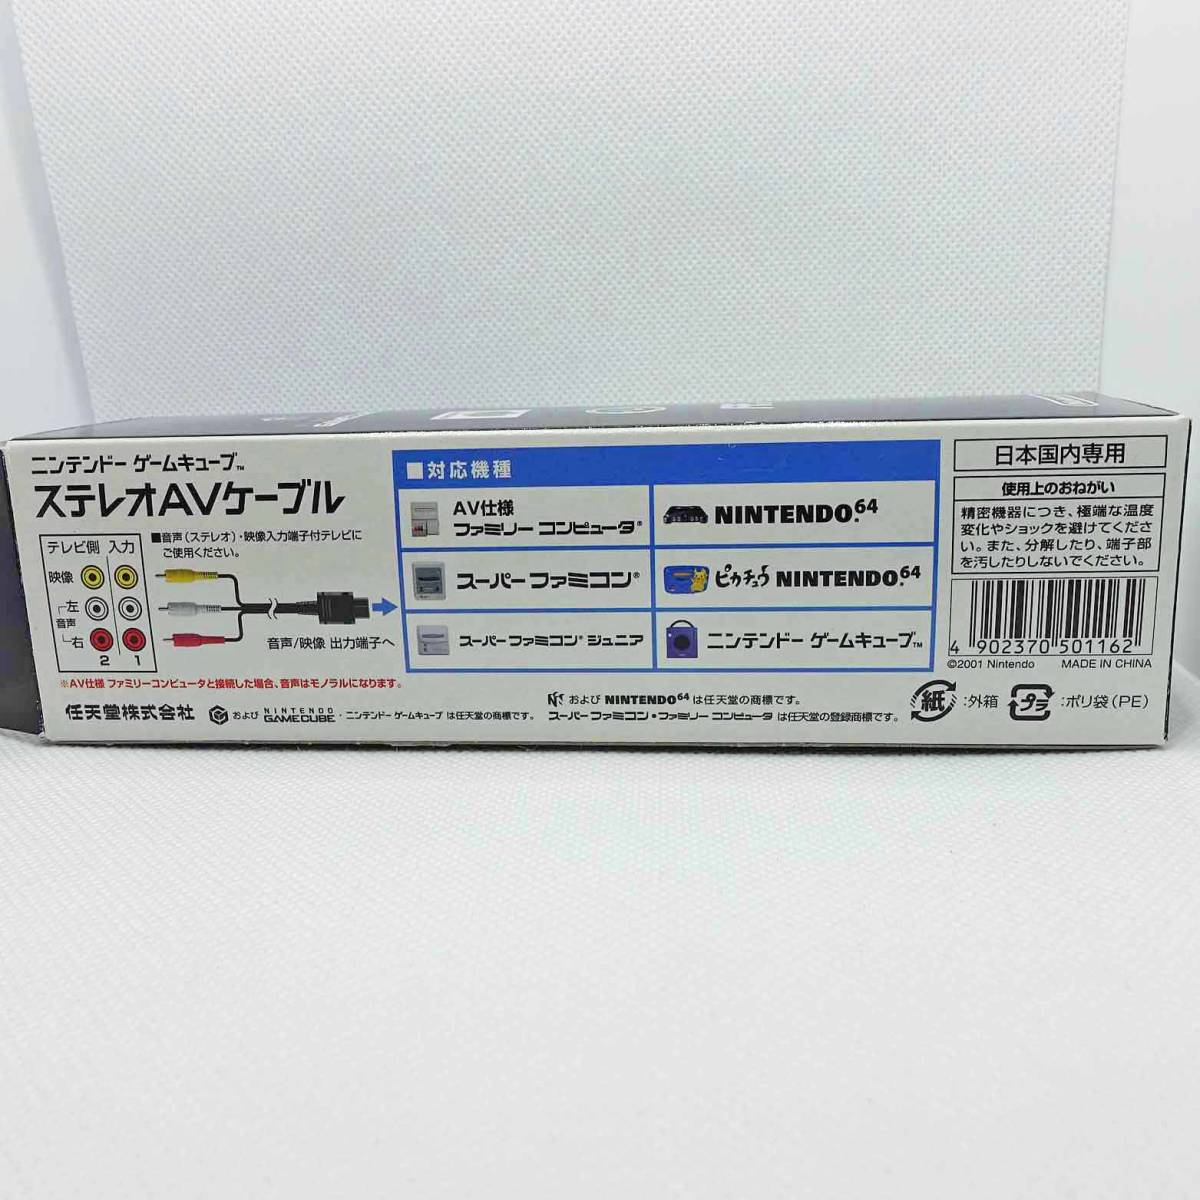 ニンテンドー ゲームキューブ™
ステレオAVケーブル
テレビ側 入力
映像
左
音声
右
2 1
■音声(ステレオ)・映像入力端子付テレビに
ご使用ください。
音声/映像 出力端子へ
※AV仕様 ファミリーコンピュータと接続した場合、音声はモノラルになります。
任天堂株式会社
および NINTENDO GAMECUBE・ニンテンドー ゲームキューブ は任天堂の商標です。
■対応機種
AV仕様
ファミリー コンピュータ®
NINTENDO64
スーパー ファミコン®
ピカチュウ NINTENDO64
スーパー ファミコン® ジュニア
ニンテンドー ゲームキューブ™
および NINTENDO64 は任天堂の商標です。
スーパー ファミコン・ファミリー コンピュータ は任天堂の登録商標です。
日本国内専用
使用上のおねがい
精密機器につき、極端な温度
変化やショックを避けてくださ
い。また、分解したり、端子部
を汚したりしないでください。
4 902370 501162
©2001 Nintendo MADE IN CHINA
紙 :外箱 プラ :ポリ袋(PE)